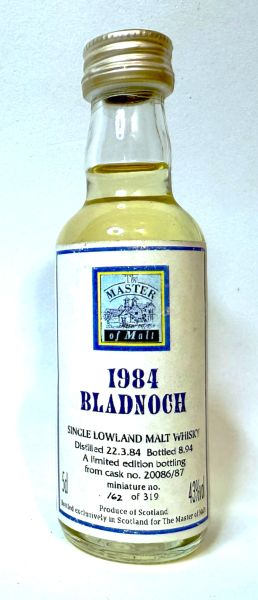 The
MASTER
of Malt
1984
BLADNOCH
SINGLE LOWLAND MALT WHISKY
Distilled 22.3.84 Bottled 8.94
A limited edition bottling
from cask no. 20086/87
miniature no.
162 of 319
5cl
43%vol
Produce of Scotland
Bottled exclusively in Scotland for The Master of Malt